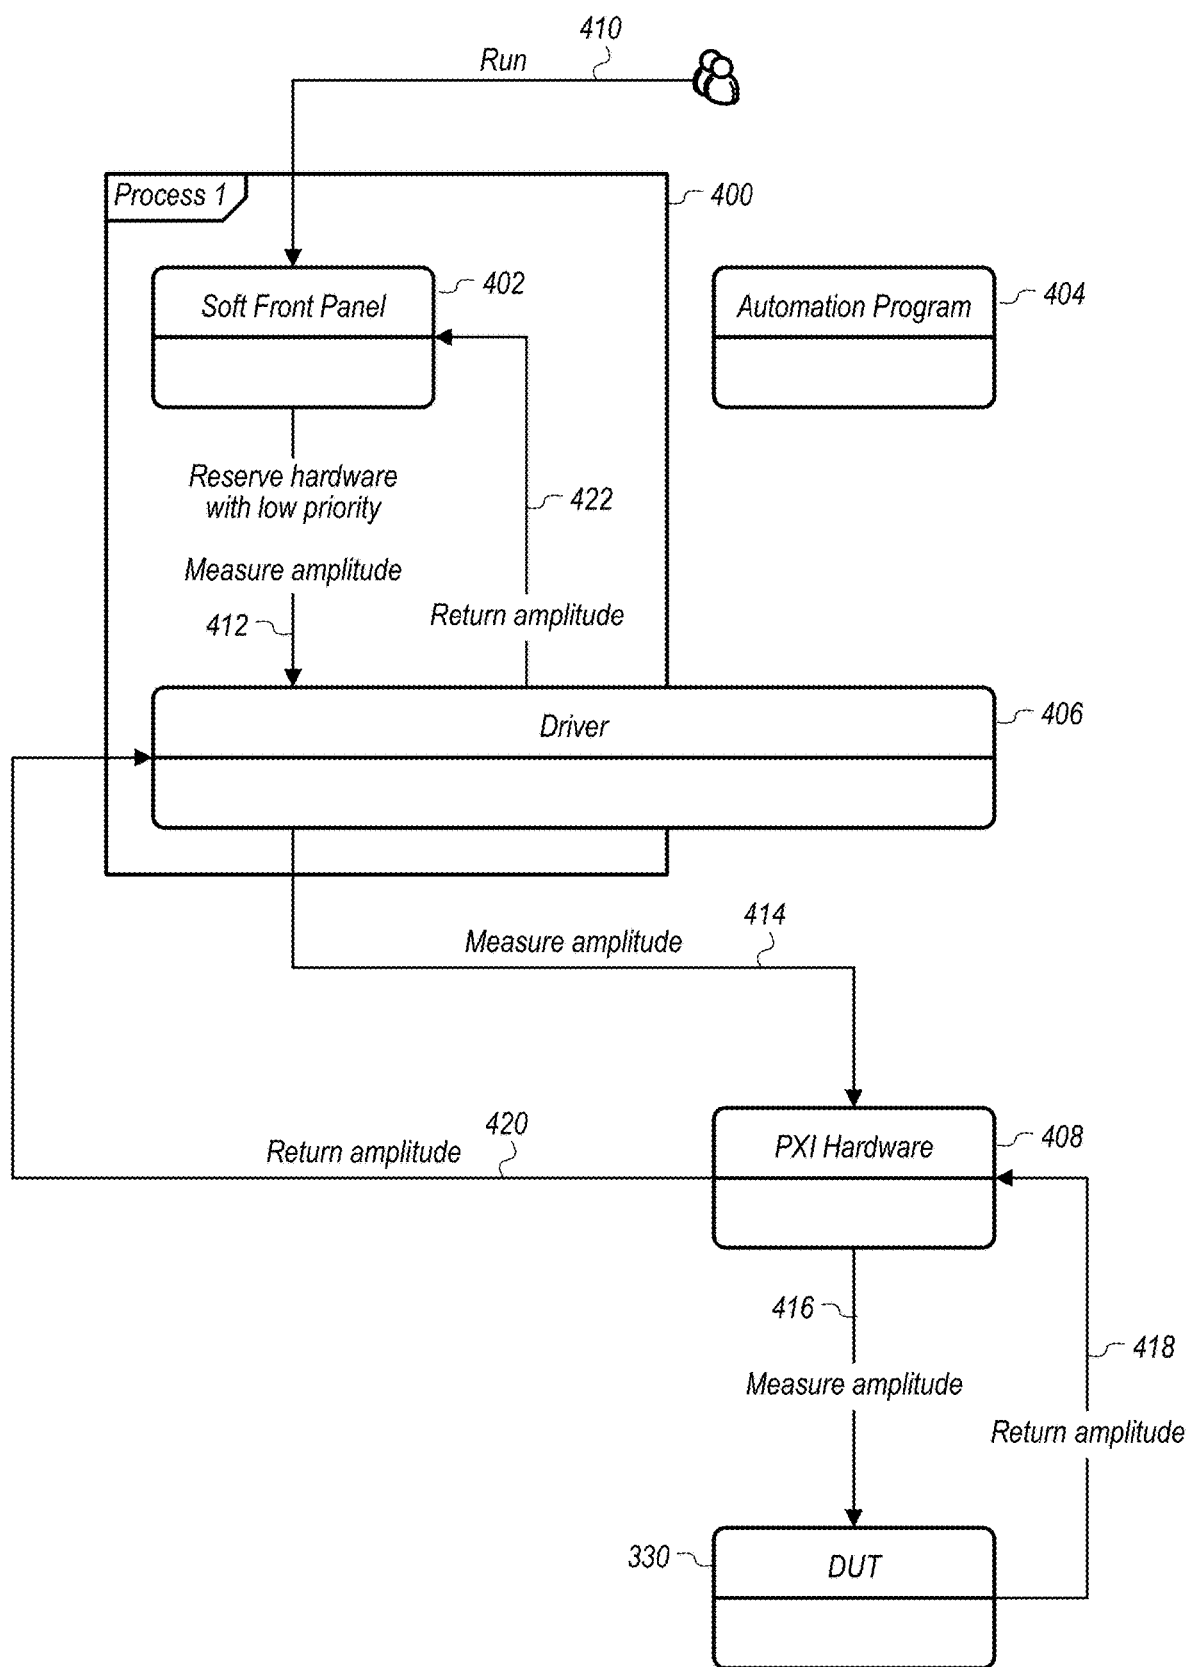 410
Run
Process 1
400
Soft Front Panel
402
Automation Program
404
Reserve hardware
with low priority
422
Measure amplitude
412
Return amplitude
Driver
406
414
Measure amplitude
420
Return amplitude
PXI Hardware
408
416
418
Measure amplitude
Return amplitude
330
DUT